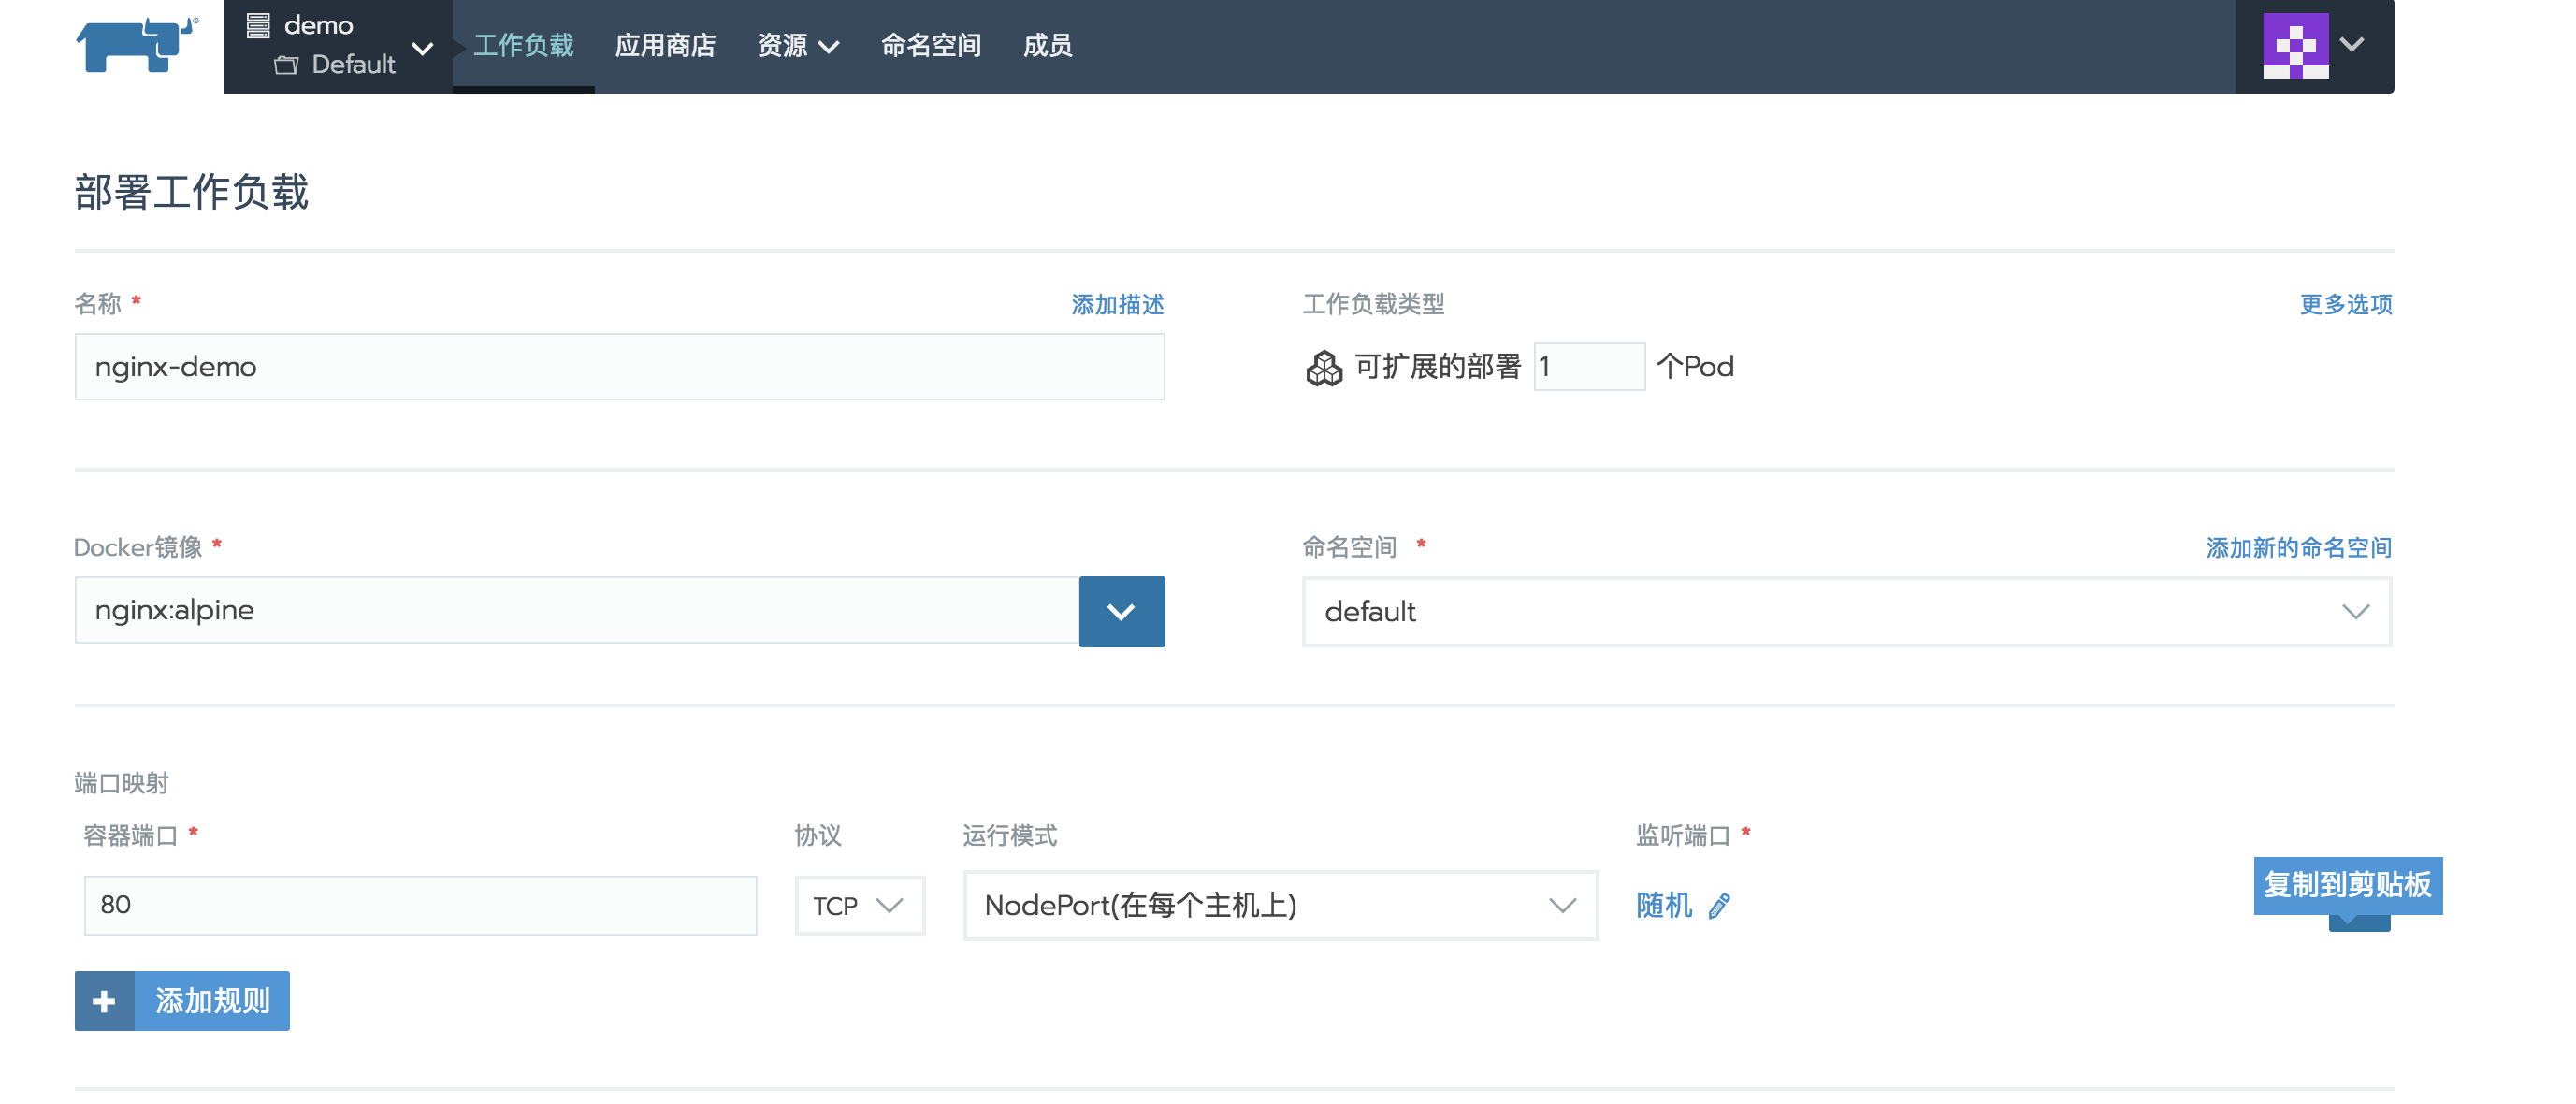 demo
Default
工作负载 应用商店 资源 命名空间 成员
部署工作负载
名称 * 添加描述 工作负载类型 更多选项
nginx-demo 可扩展的部署 1 个Pod
Docker镜像 * 命名空间 * 添加新的命名空间
nginx:alpine default
端口映射
容器端口 * 协议 运行模式 监听端口 *
80 TCP NodePort(在每个主机上) 随机 复制到剪贴板
+ 添加规则